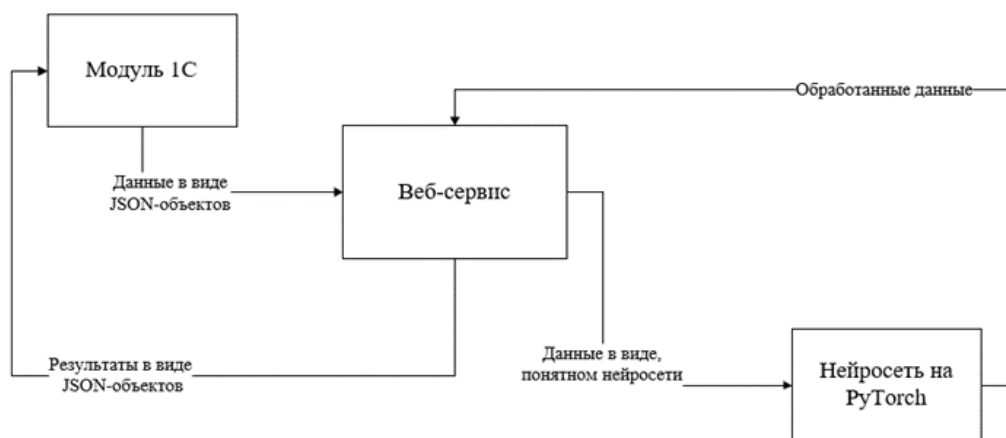 Модуль 1С
Обработанные данные
Данные в виде
JSON-объектов
Веб-сервис
Результаты в виде
JSON-объектов
Данные в виде,
понятном нейросети
Нейросеть на
PyTorch